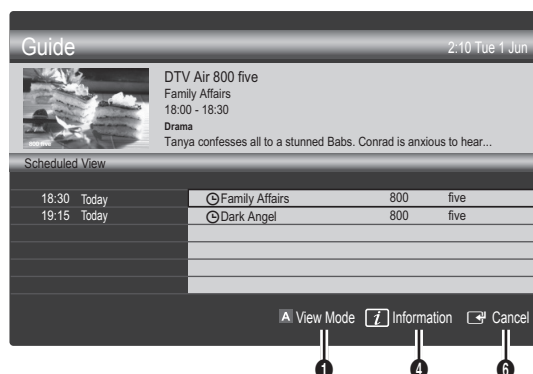 Guide 2:10 Tue 1 Jun
DTV Air 800 five
Family Affairs
18:00 - 18:30
Drama
Tanya confesses all to a stunned Babs. Conrad is anxious to hear...
800 five
Scheduled View
18:30 Today Family Affairs 800 five
19:15 Today Dark Angel 800 five
A View Mode i Information Cancel
1 4 6